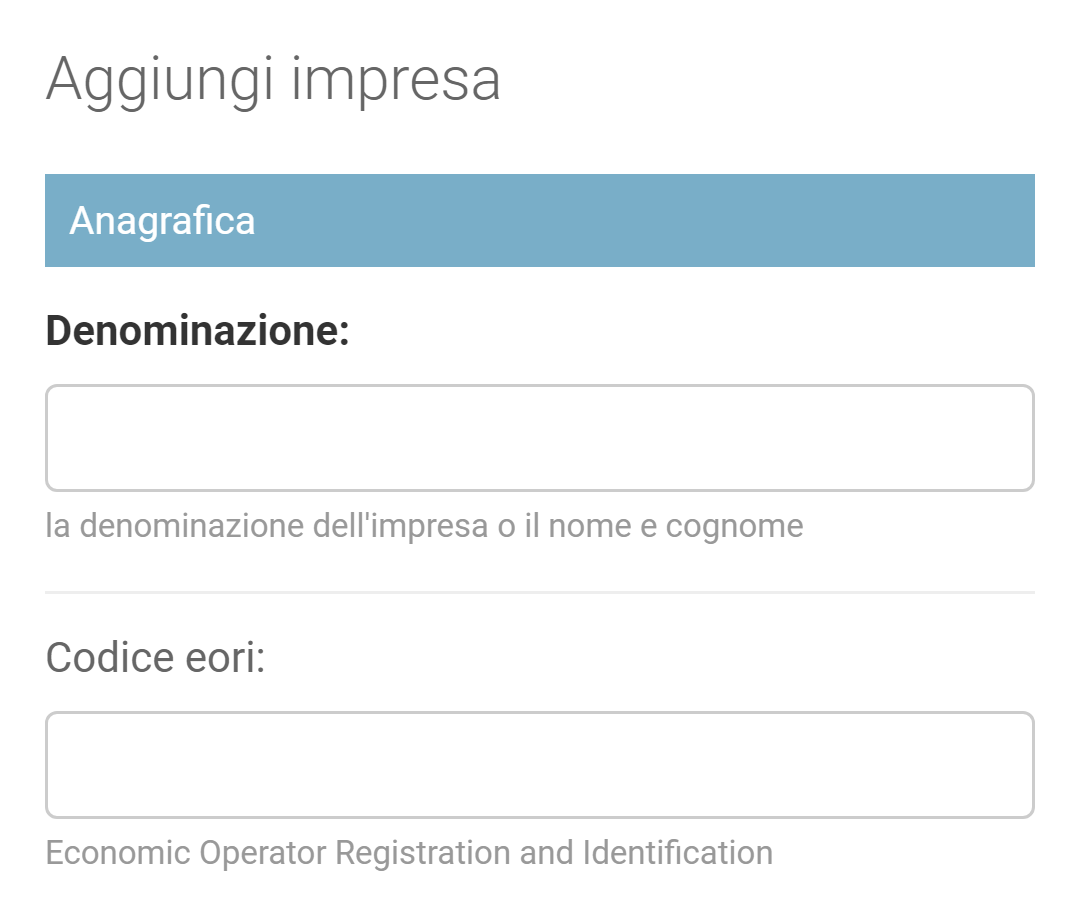 Aggiungi impresa
Anagrafica
Denominazione:
la denominazione dell'impresa o il nome e cognome
Codice eori:
Economic Operator Registration and Identification